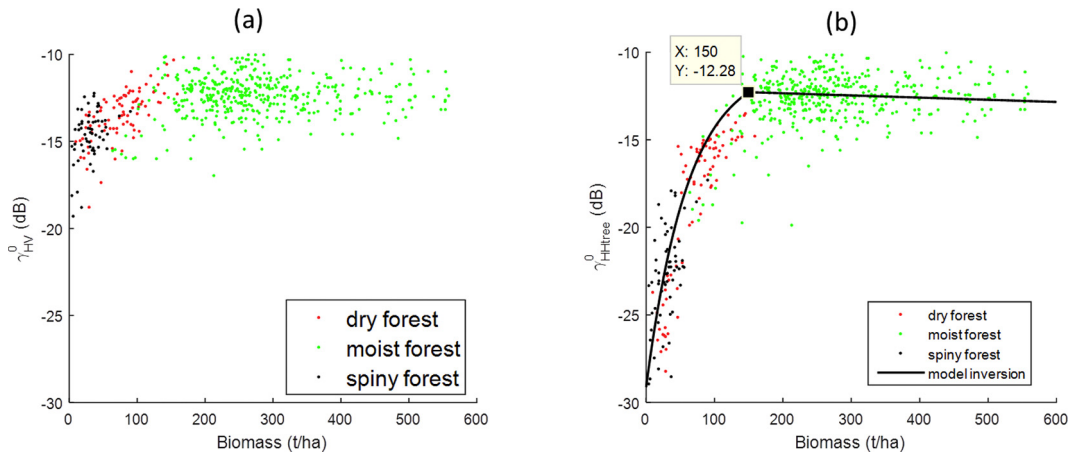 (a)
-10
-15
-20
-25
-30
γ⁰HV (dB)
0 100 200 300 400 500 600
Biomass (t/ha)
dry forest
moist forest
spiny forest
(b)
X: 150
Y: -12.28
-10
-15
-20
-25
-30
γ⁰HHtree (dB)
0 100 200 300 400 500 600
Biomass (t/ha)
dry forest
moist forest
spiny forest
model inversion